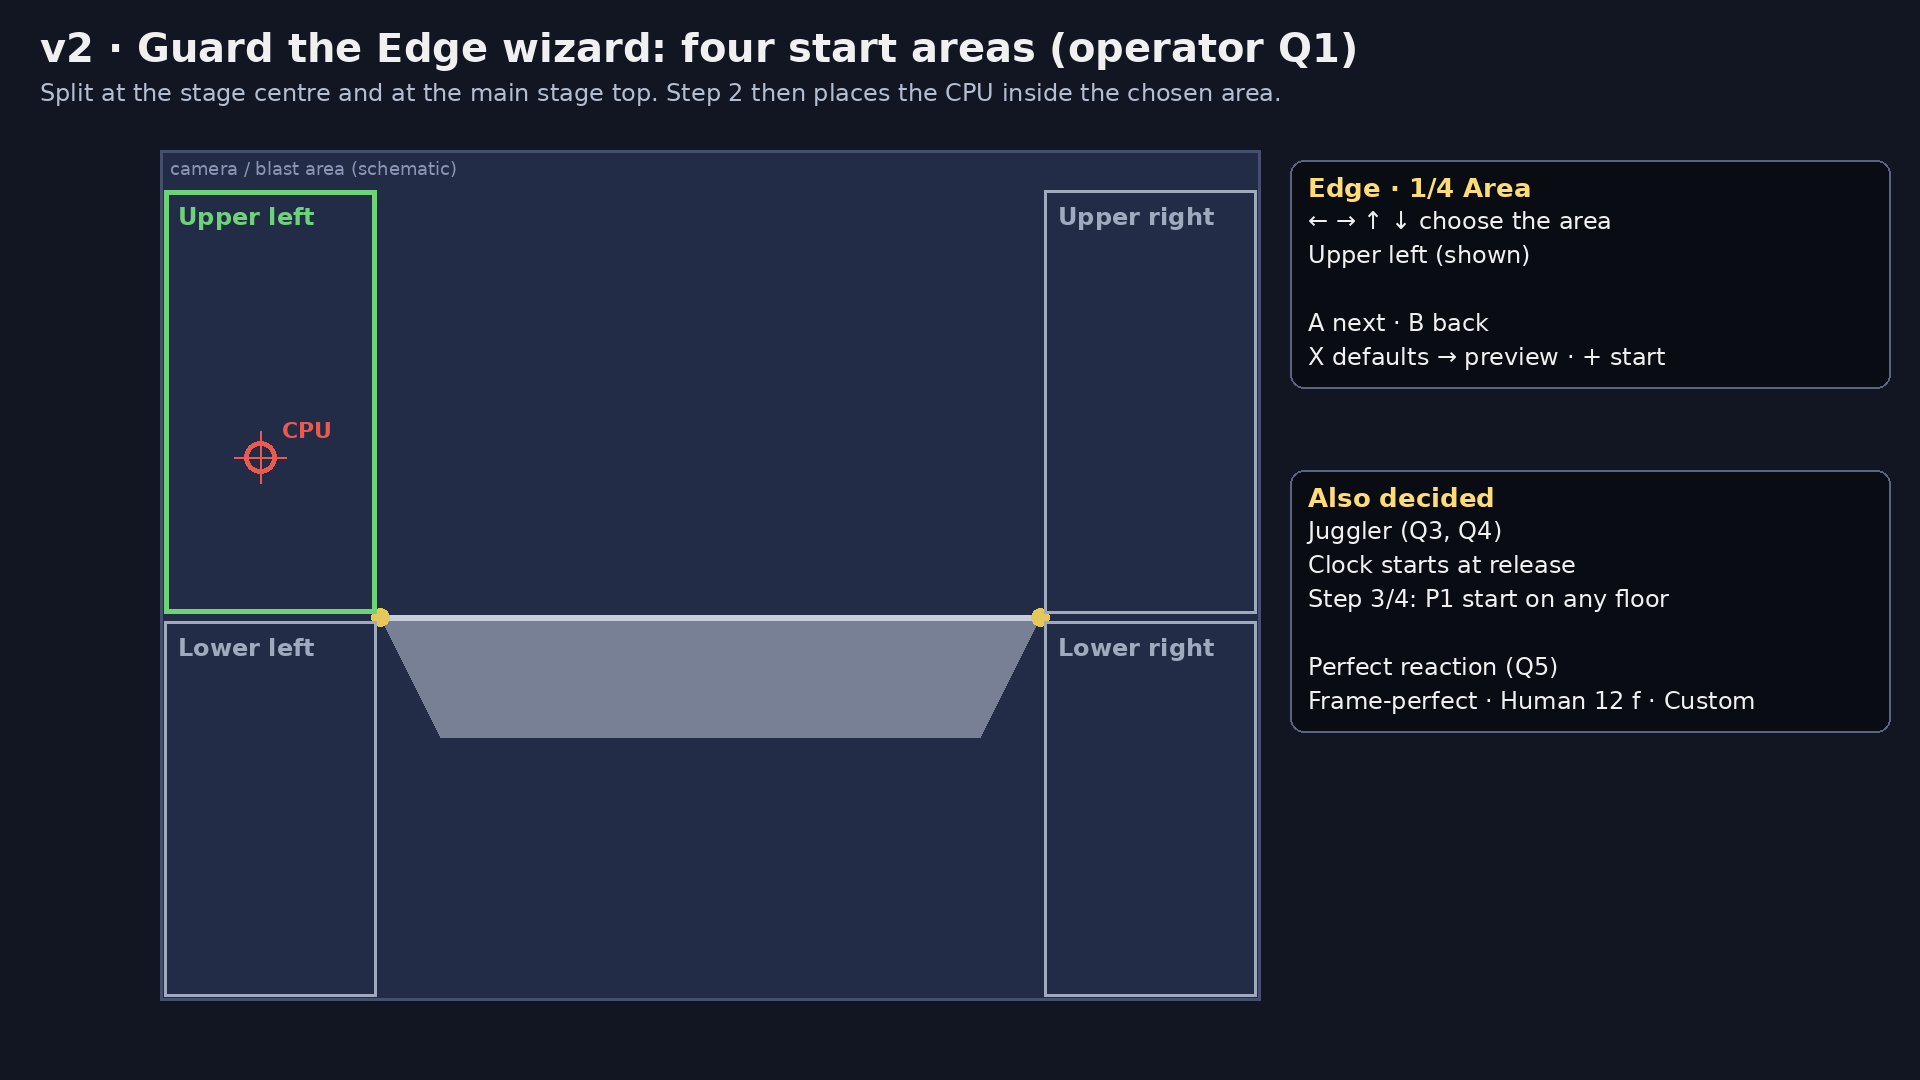 v2 · Guard the Edge wizard: four start areas (operator Q1)
Split at the stage centre and at the main stage top. Step 2 then places the CPU inside the chosen area.
camera / blast area (schematic)
Upper left
Upper right
CPU
Lower left
Lower right
Edge · 1/4 Area
← → ↑ ↓ choose the area
Upper left (shown)
A next · B back
X defaults → preview · + start
Also decided
Juggler (Q3, Q4)
Clock starts at release
Step 3/4: P1 start on any floor
Perfect reaction (Q5)
Frame-perfect · Human 12 f · Custom